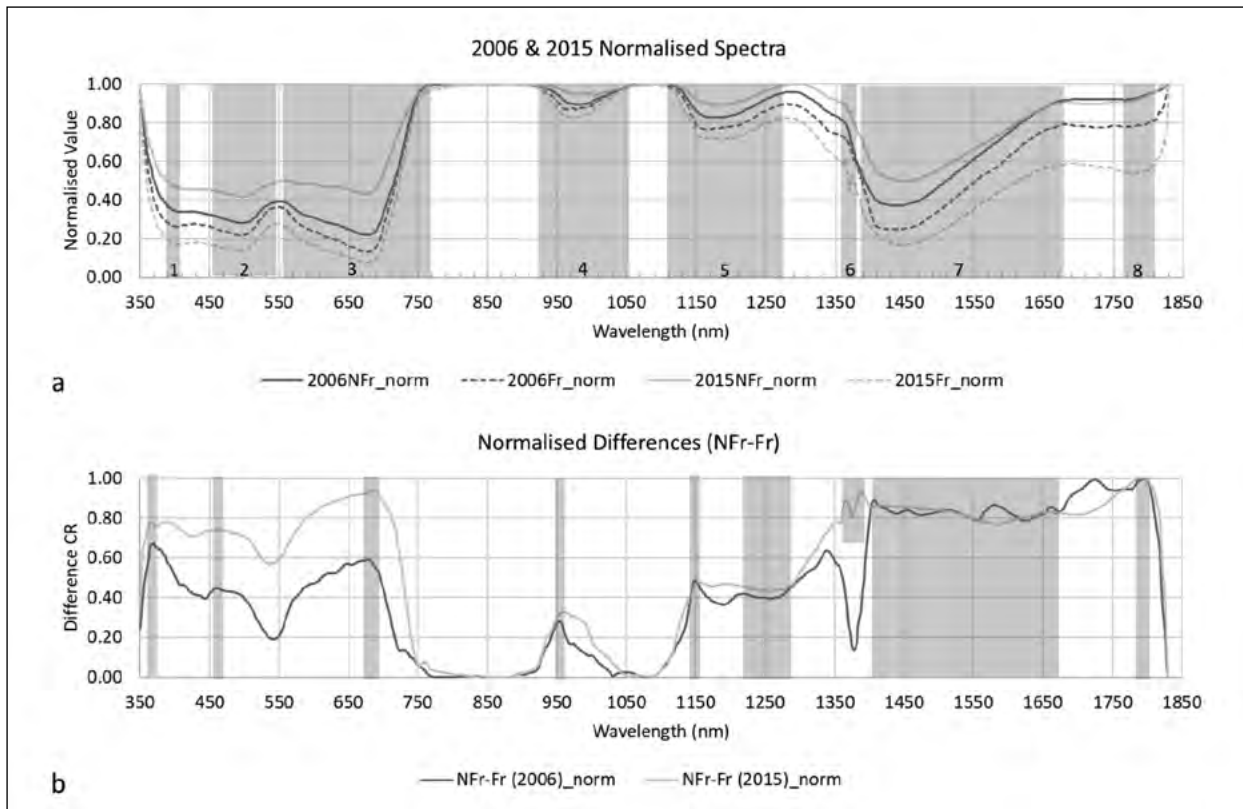 2006 & 2015 Normalised Spectra
1.00
0.80
0.60
0.40
0.20
0.00
Normalised Value
1 2 3 4 5 6 7 8
350 450 550 650 750 850 950 1050 1150 1250 1350 1450 1550 1650 1750 1850
Wavelength (nm)
a
2006NFr_norm 2006Fr_norm 2015NFr_norm 2015Fr_norm
Normalised Differences (NFr-Fr)
1.00
0.80
0.60
0.40
0.20
0.00
Difference CR
350 450 550 650 750 850 950 1050 1150 1250 1350 1450 1550 1650 1750 1850
Wavelength (nm)
b
NFr-Fr (2006)_norm NFr-Fr (2015)_norm